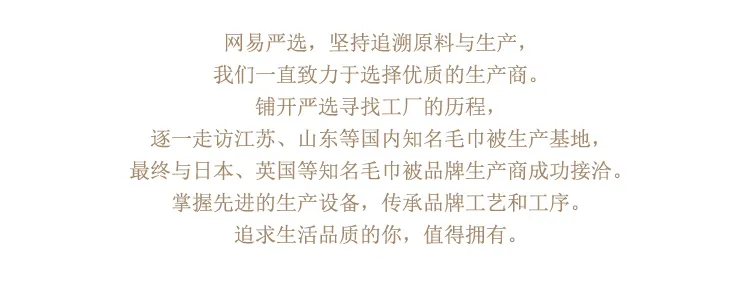 网易严选，坚持追溯原料与生产，
我们一直致力于选择优质的生产商。
铺开严选寻找工厂的历程，
逐一走访江苏、山东等国内知名毛巾被生产基地，
最终与日本、英国等知名毛巾被品牌生产商成功接洽。
掌握先进的生产设备，传承品牌工艺和工序。
追求生活品质的你，值得拥有。